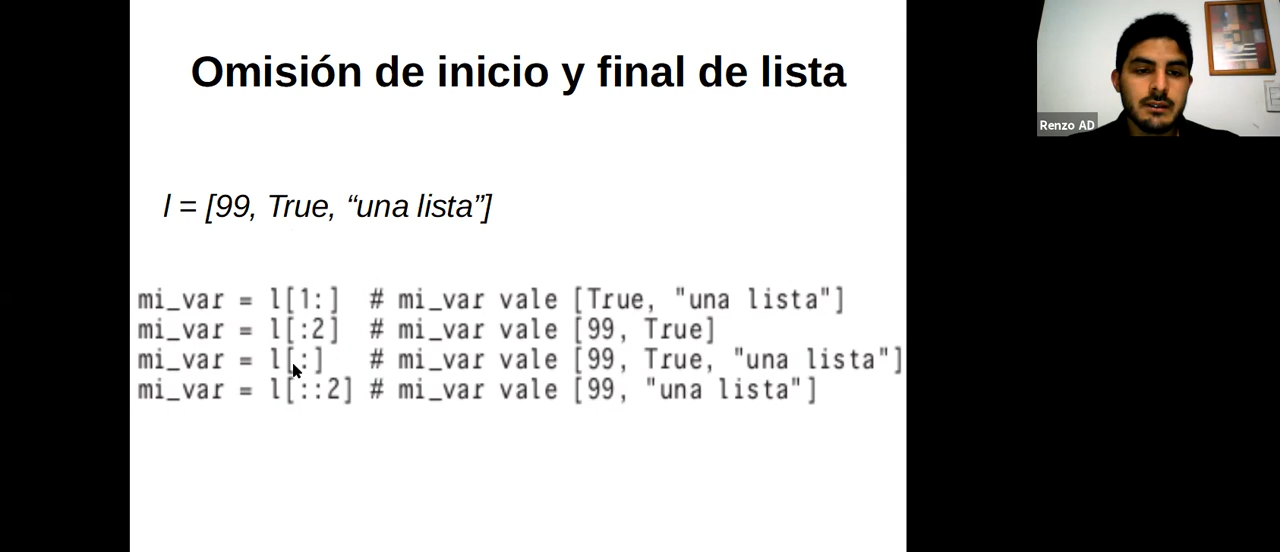 Omisión de inicio y final de lista
l = [99, True, “una lista”]
mi_var = l[1:] # mi_var vale [True, "una lista"]
mi_var = l[:2] # mi_var vale [99, True]
mi_var = l[:] # mi_var vale [99, True, "una lista"]
mi_var = l[::2] # mi_var vale [99, "una lista"]
Renzo AD